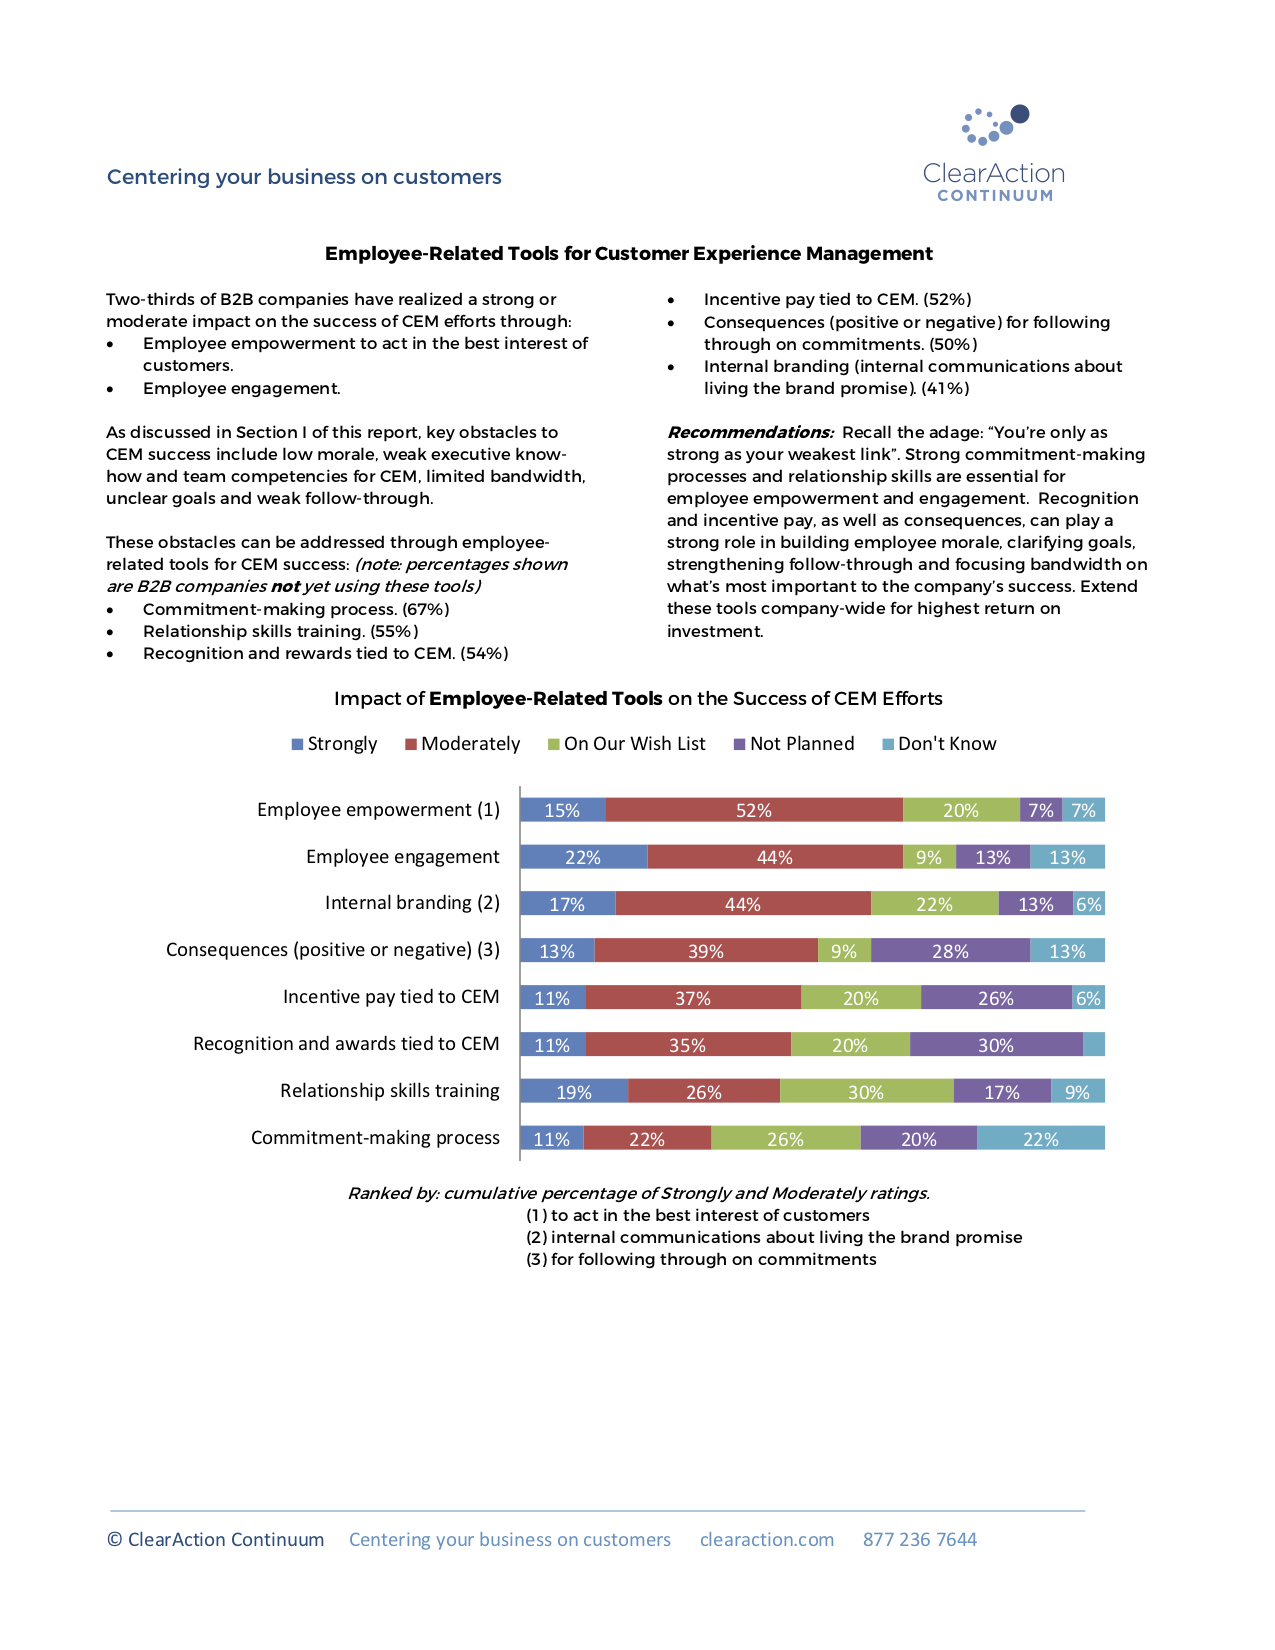 Centering your business on customers
ClearAction
CONTINUUM
Employee-Related Tools for Customer Experience Management
Two-thirds of B2B companies have realized a strong or
moderate impact on the success of CEM efforts through:
• Employee empowerment to act in the best interest of
customers.
• Employee engagement.
As discussed in Section I of this report, key obstacles to
CEM success include low morale, weak executive know-
how and team competencies for CEM, limited bandwidth,
unclear goals and weak follow-through.
These obstacles can be addressed through employee-
related tools for CEM success: (note: percentages shown
are B2B companies not yet using these tools)
• Commitment-making process. (67%)
• Relationship skills training. (55%)
• Recognition and rewards tied to CEM. (54%)
• Incentive pay tied to CEM. (52%)
• Consequences (positive or negative) for following
through on commitments. (50%)
• Internal branding (internal communications about
living the brand promise). (41%)
Recommendations: Recall the adage: “You’re only as
strong as your weakest link”. Strong commitment-making
processes and relationship skills are essential for
employee empowerment and engagement. Recognition
and incentive pay, as well as consequences, can play a
strong role in building employee morale, clarifying goals,
strengthening follow-through and focusing bandwidth on
what’s most important to the company’s success. Extend
these tools company-wide for highest return on
investment.
Impact of Employee-Related Tools on the Success of CEM Efforts
Strongly Moderately On Our Wish List Not Planned Don't Know
Employee empowerment (1) 15% 52% 20% 7% 7%
Employee engagement 22% 44% 9% 13% 13%
Internal branding (2) 17% 44% 22% 13% 6%
Consequences (positive or negative) (3) 13% 39% 9% 28% 13%
Incentive pay tied to CEM 11% 37% 20% 26% 6%
Recognition and awards tied to CEM 11% 35% 20% 30%
Relationship skills training 19% 26% 30% 17% 9%
Commitment-making process 11% 22% 26% 20% 22%
Ranked by: cumulative percentage of Strongly and Moderately ratings.
(1) to act in the best interest of customers
(2) internal communications about living the brand promise
(3) for following through on commitments
© ClearAction Continuum Centering your business on customers clearaction.com 877 236 7644